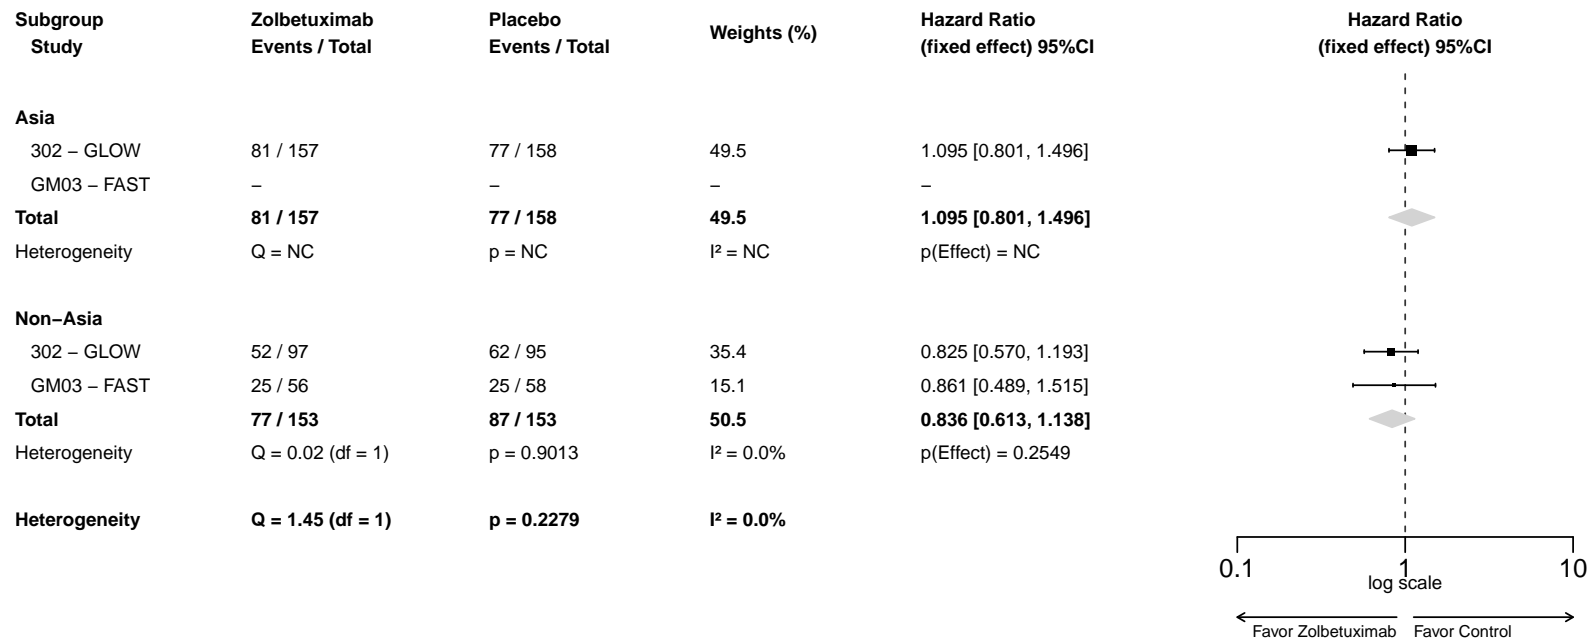 Subgroup Zolbetuximab Placebo Hazard Ratio Hazard Ratio
Study Events / Total Events / Total Weights (%) (fixed effect) 95%CI (fixed effect) 95%CI
Asia
302 − GLOW 81 / 157 77 / 158 49.5 1.095 [0.801, 1.496]
GM03 − FAST − − − −
Total 81 / 157 77 / 158 49.5 1.095 [0.801, 1.496]
Heterogeneity Q = NC p = NC I² = NC p(Effect) = NC
Non−Asia
302 − GLOW 52 / 97 62 / 95 35.4 0.825 [0.570, 1.193]
GM03 − FAST 25 / 56 25 / 58 15.1 0.861 [0.489, 1.515]
Total 77 / 153 87 / 153 50.5 0.836 [0.613, 1.138]
Heterogeneity Q = 0.02 (df = 1) p = 0.9013 I² = 0.0% p(Effect) = 0.2549
Heterogeneity Q = 1.45 (df = 1) p = 0.2279 I² = 0.0%
0.1 1 10
log scale
Favor Zolbetuximab Favor Control